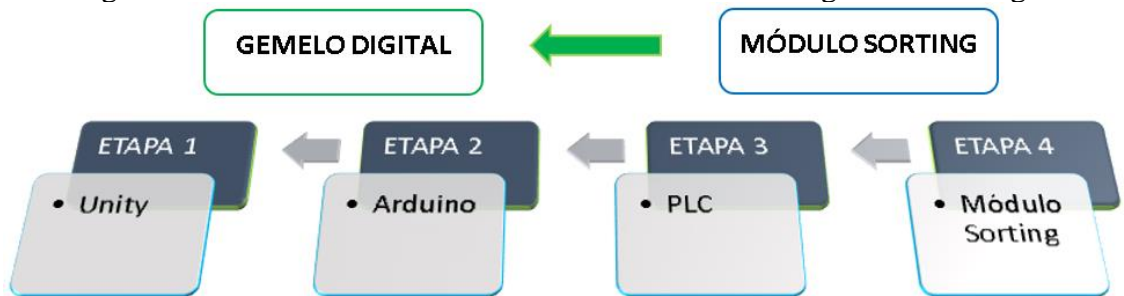 GEMELO DIGITAL
MÓDULO SORTING
ETAPA 1
• Unity
ETAPA 2
• Arduino
ETAPA 3
• PLC
ETAPA 4
• Módulo
Sorting